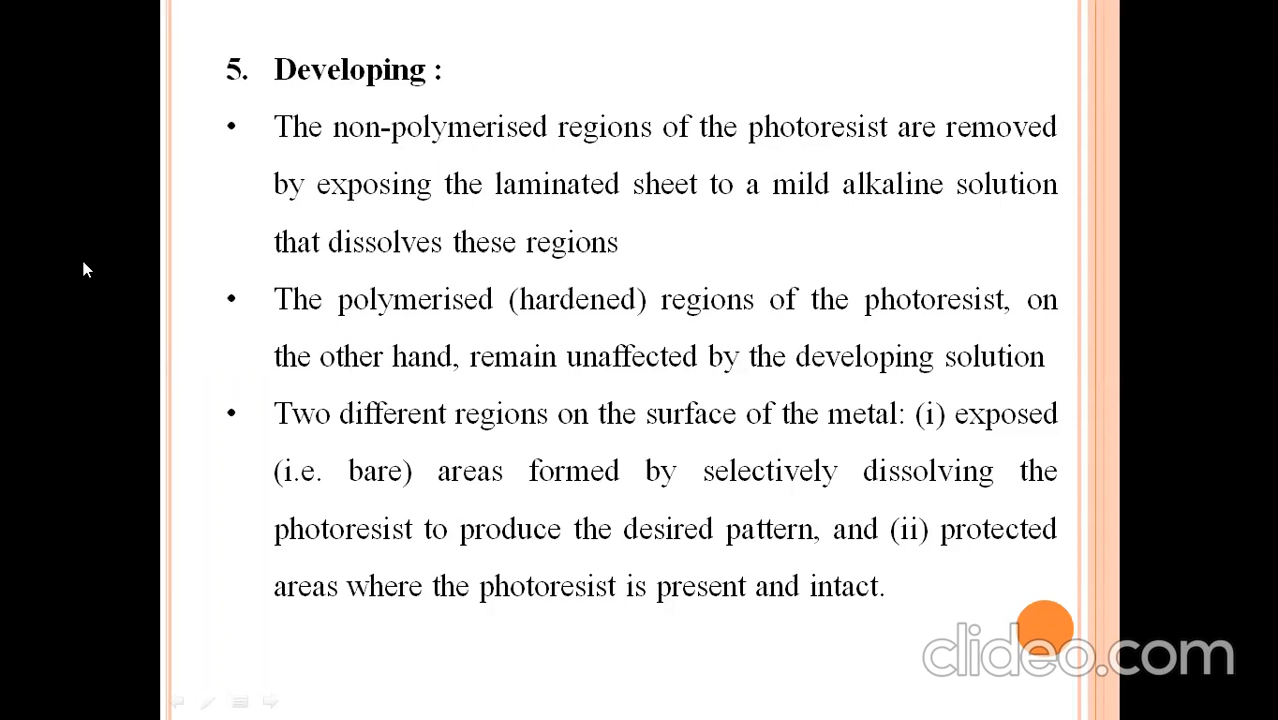 5. Developing :
• The non-polymerised regions of the photoresist are removed
by exposing the laminated sheet to a mild alkaline solution
that dissolves these regions
• The polymerised (hardened) regions of the photoresist, on
the other hand, remain unaffected by the developing solution
• Two different regions on the surface of the metal: (i) exposed
(i.e. bare) areas formed by selectively dissolving the
photoresist to produce the desired pattern, and (ii) protected
areas where the photoresist is present and intact.
clideo.com